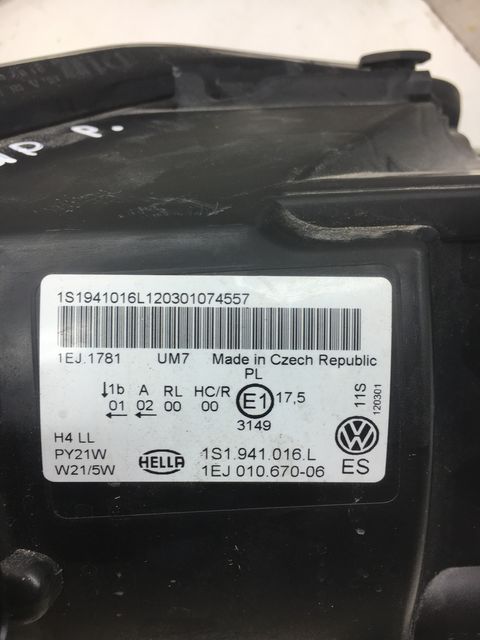 p.
1S1941016L120301074557
1EJ.1781 UM7 Made in Czech Republic
PL
↓1b A RL HC/R
01 02 00 00 E1 17,5
← ←
3149
11S
120301
H4 LL
PY21W
W21/5W
HELLA
1S1.941.016.L
1EJ 010.670-06
VW
ES